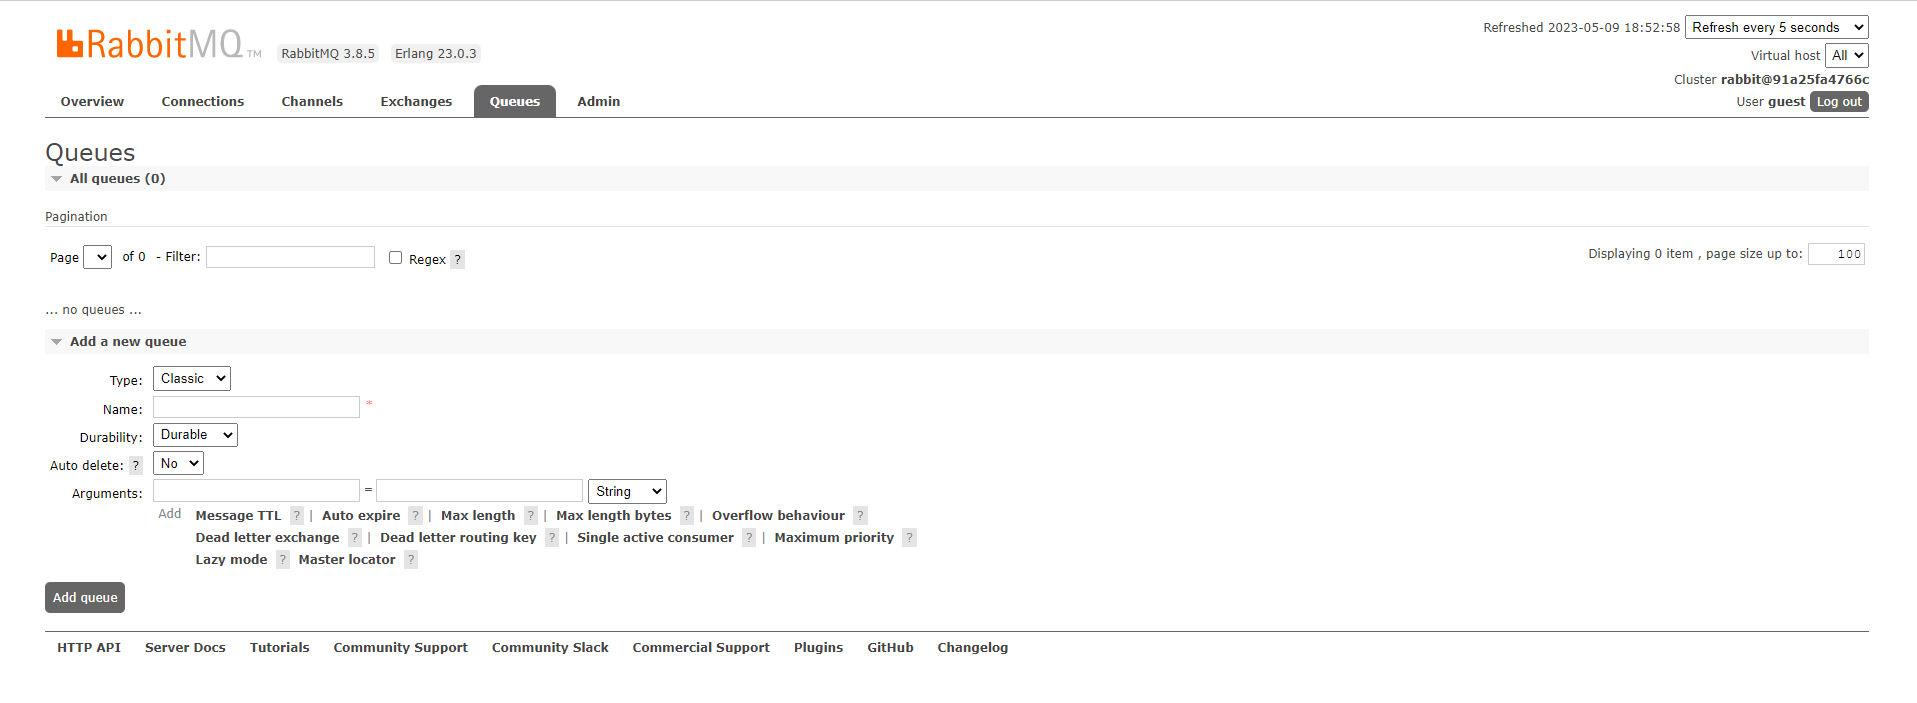 RabbitMQ TM RabbitMQ 3.8.5 Erlang 23.0.3
Refreshed 2023-05-09 18:52:58 Refresh every 5 seconds
Virtual host All
Cluster rabbit@91a25fa4766c
User guest Log out
Overview Connections Channels Exchanges Queues Admin
Queues
All queues (0)
Pagination
Page of 0 - Filter: Regex ? Displaying 0 item , page size up to: 100
... no queues ...
Add a new queue
Type: Classic
Name: *
Durability: Durable
Auto delete: ? No
Arguments: = String
Add Message TTL ? | Auto expire ? | Max length ? | Max length bytes ? | Overflow behaviour ?
Dead letter exchange ? | Dead letter routing key ? | Single active consumer ? | Maximum priority ?
Lazy mode ? Master locator ?
Add queue
HTTP API Server Docs Tutorials Community Support Community Slack Commercial Support Plugins GitHub Changelog